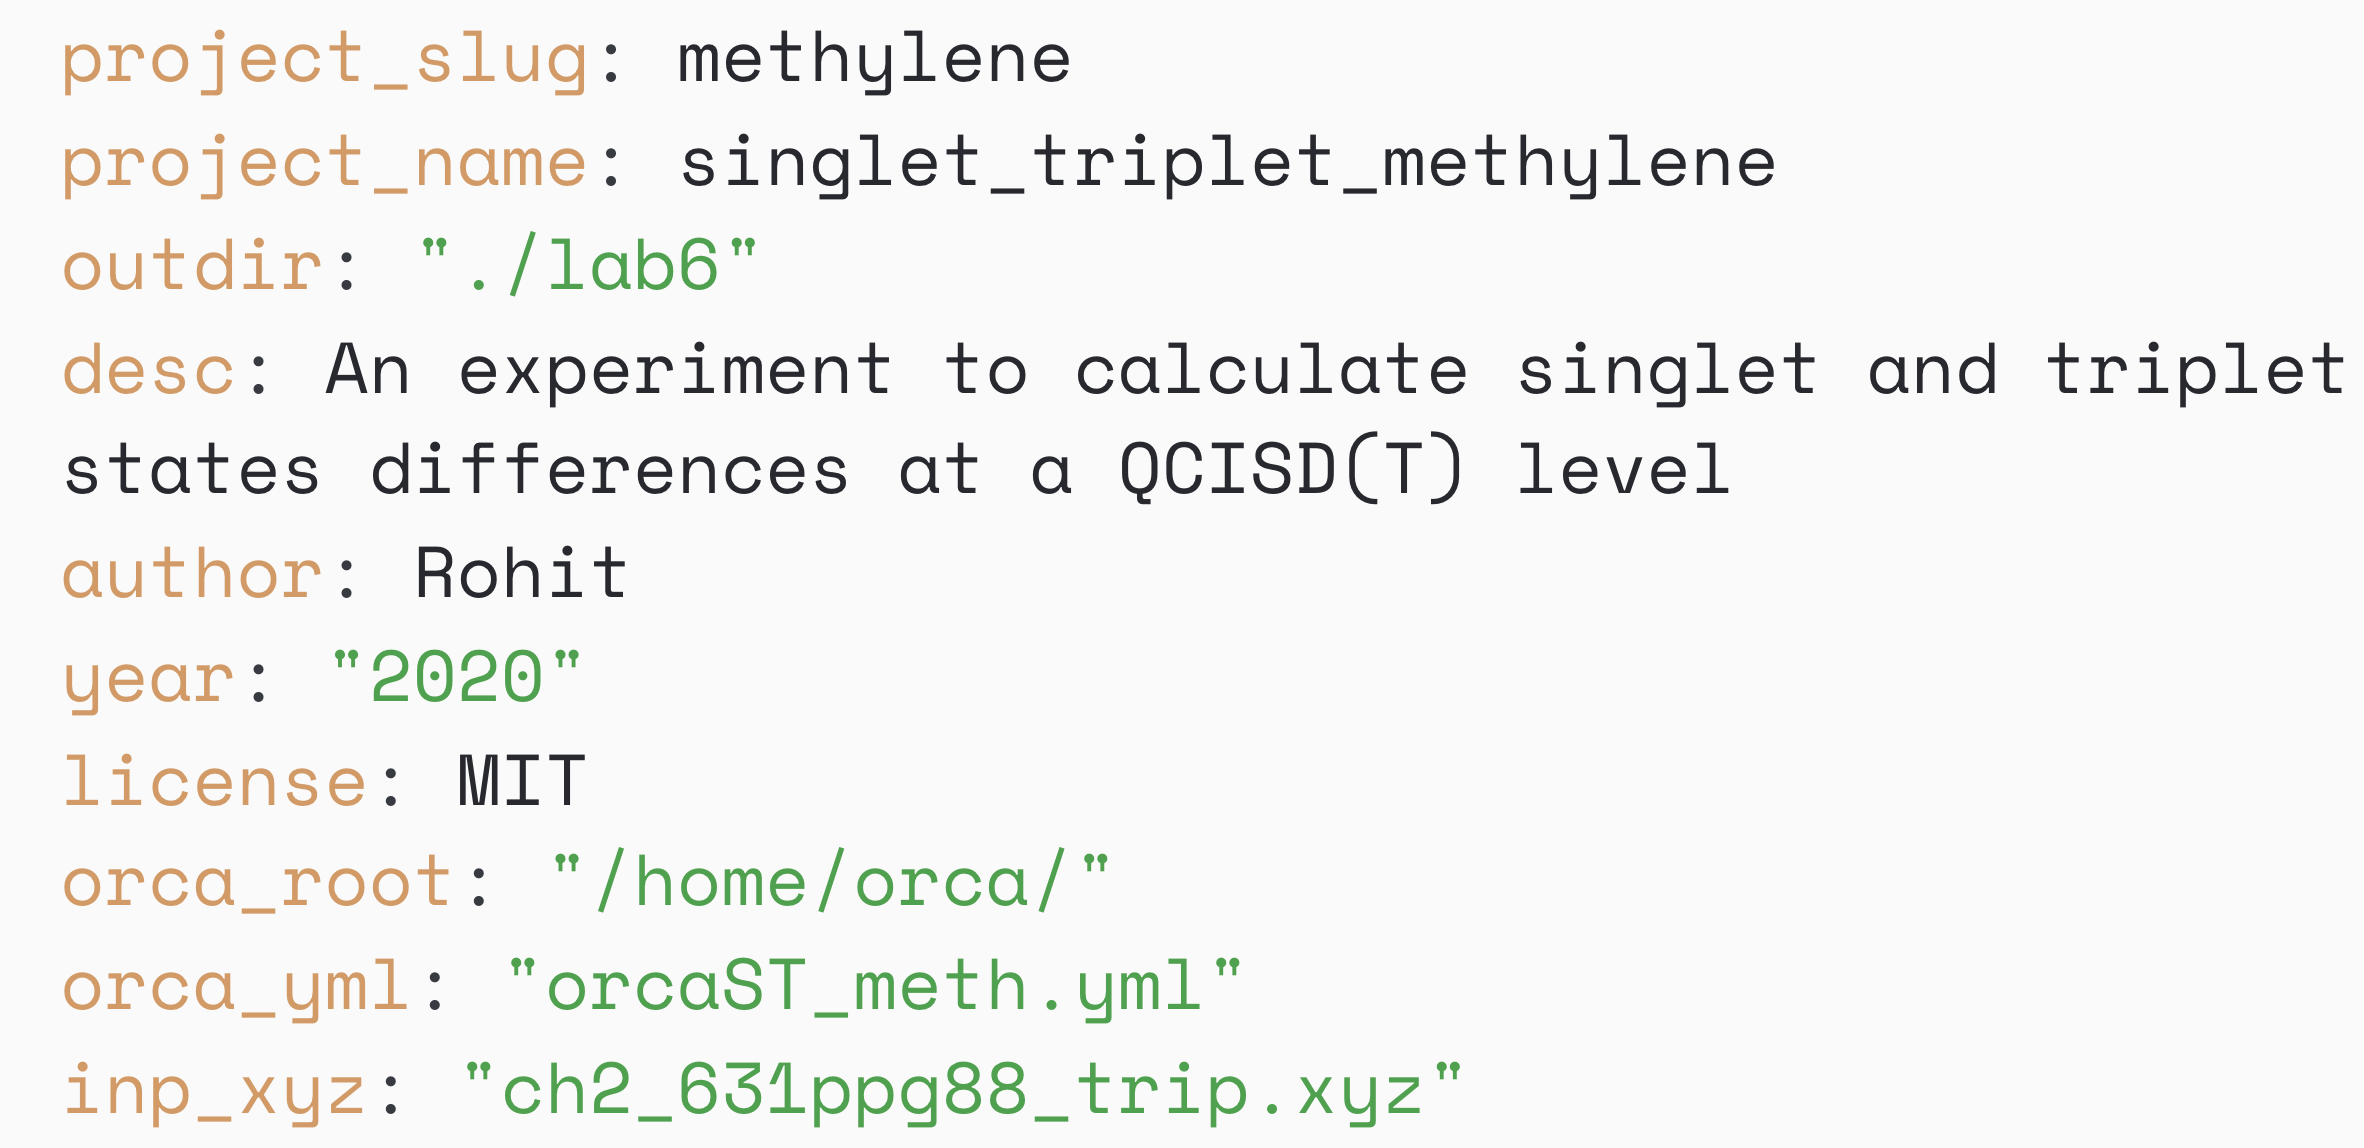 project_slug: methylene
project_name: singlet_triplet_methylene
outdir: "./lab6"
desc: An experiment to calculate singlet and triplet
states differences at a QCISD(T) level
author: Rohit
year: "2020"
license: MIT
orca_root: "/home/orca/"
orca_yml: "orcaST_meth.yml"
inp_xyz: "ch2_631ppg88_trip.xyz"